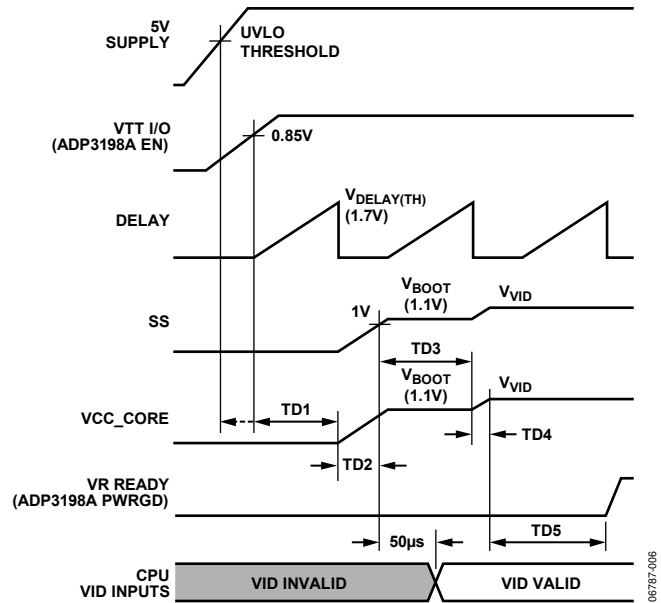 5V
SUPPLY
UVLO
THRESHOLD
VTT I/O
(ADP3198A EN)
0.85V
DELAY
VDELAY(TH)
(1.7V)
SS
1V
VBOOT
(1.1V)
VVID
TD3
VCC_CORE
TD1
VBOOT
(1.1V)
VVID
TD4
TD2
VR READY
(ADP3198A PWRGD)
50µs
TD5
CPU
VID INPUTS
VID INVALID
VID VALID
06787-006